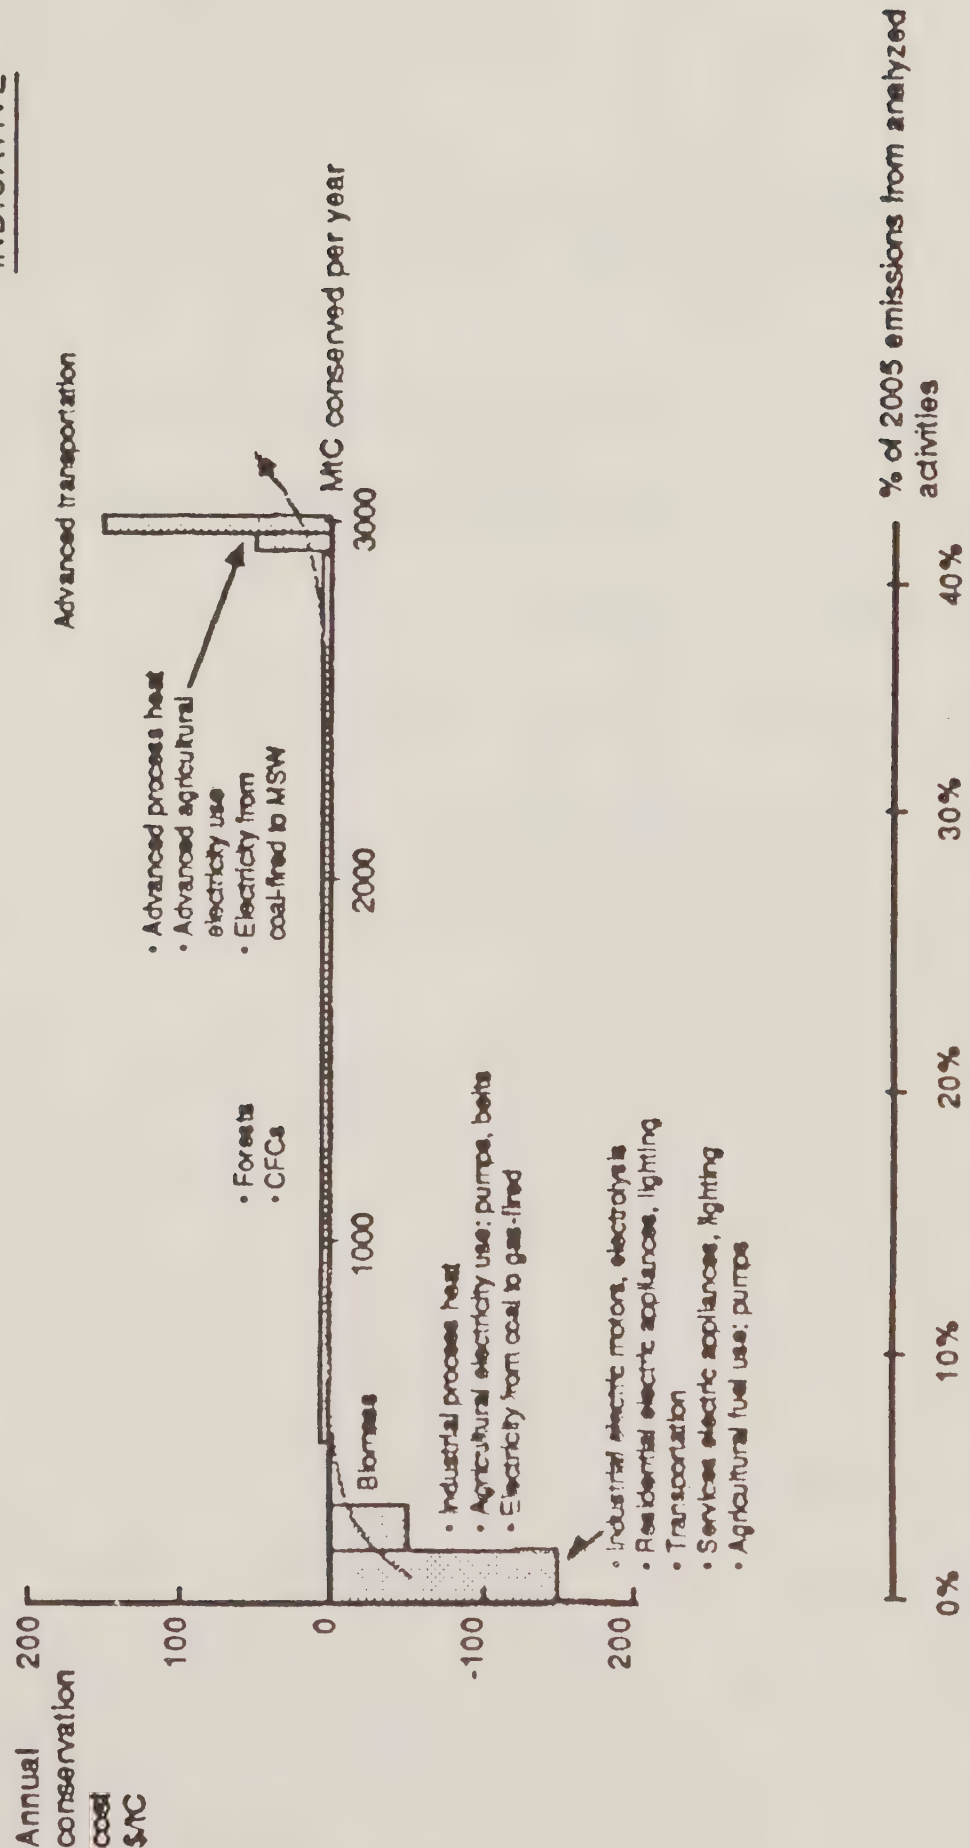 INDICATIVE
Annual
conservation
cost
$/tC
200
100
0
-100
200
Advanced transportation
• Advanced process heat
• Advanced agricultural
electricity use
• Electricity from
coal-fired to MSW
• Forests
• CFCs
MtC conserved per year
1000
2000
3000
Biomass
• Industrial process heat
• Agricultural electricity use: pumps, belts
• Electricity from coal to gas-fired
• Industrial electric motors, electrolysis
• Residential electric appliances, lighting
• Transportation
• Services electric appliances, lighting
• Agricultural fuel use: pumps
% of 2005 emissions from analyzed
activities
0%
10%
20%
30%
40%